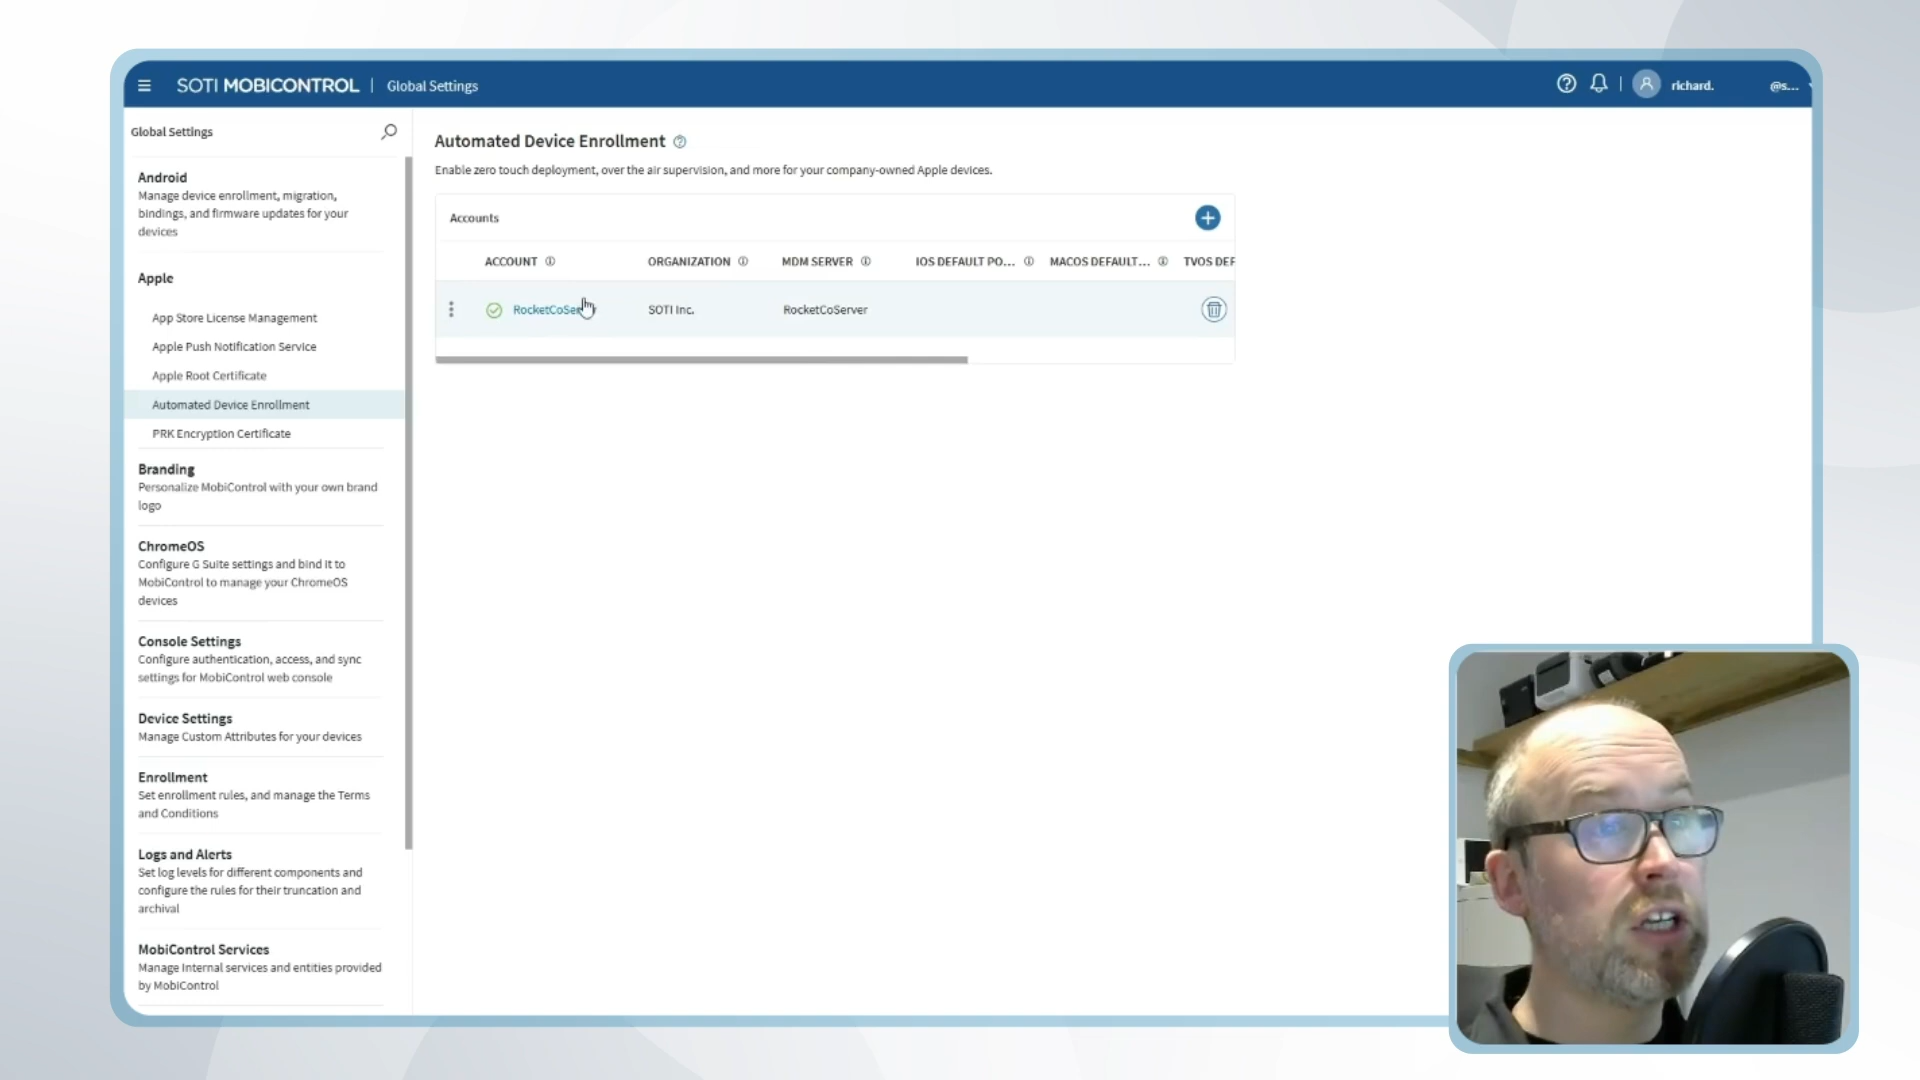 SOTI MOBICONTROL | Global Settings
richard.
@s...
Global Settings
Android
Manage device enrollment, migration,
bindings, and firmware updates for your
devices
Apple
App Store License Management
Apple Push Notification Service
Apple Root Certificate
Automated Device Enrollment
PRK Encryption Certificate
Branding
Personalize MobiControl with your own brand
logo
ChromeOS
Configure G Suite settings and bind it to
MobiControl to manage your ChromeOS
devices
Console Settings
Configure authentication, access, and sync
settings for MobiControl web console
Device Settings
Manage Custom Attributes for your devices
Enrollment
Set enrollment rules, and manage the Terms
and Conditions
Logs and Alerts
Set log levels for different components and
configure the rules for their truncation and
archival
MobiControl Services
Manage internal services and entities provided
by MobiControl
Automated Device Enrollment
Enable zero touch deployment, over the air supervision, and more for your company-owned Apple devices.
Accounts
ACCOUNT ORGANIZATION MDM SERVER IOS DEFAULT PO... MACOS DEFAULT... TVOS DEF
RocketCoSer SOTI Inc. RocketCoServer